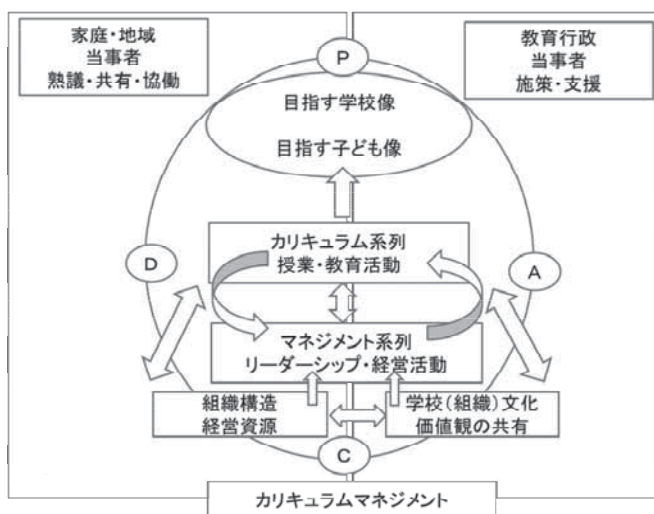 家庭・地域
当事者
熟議・共有・協働
教育行政
当事者
施策・支援
P
目指す学校像
目指す子ども像
カリキュラム系列
授業・教育活動
D
A
マネジメント系列
リーダーシップ・経営活動
組織構造
経営資源
学校(組織)文化
価値観の共有
C
カリキュラムマネジメント